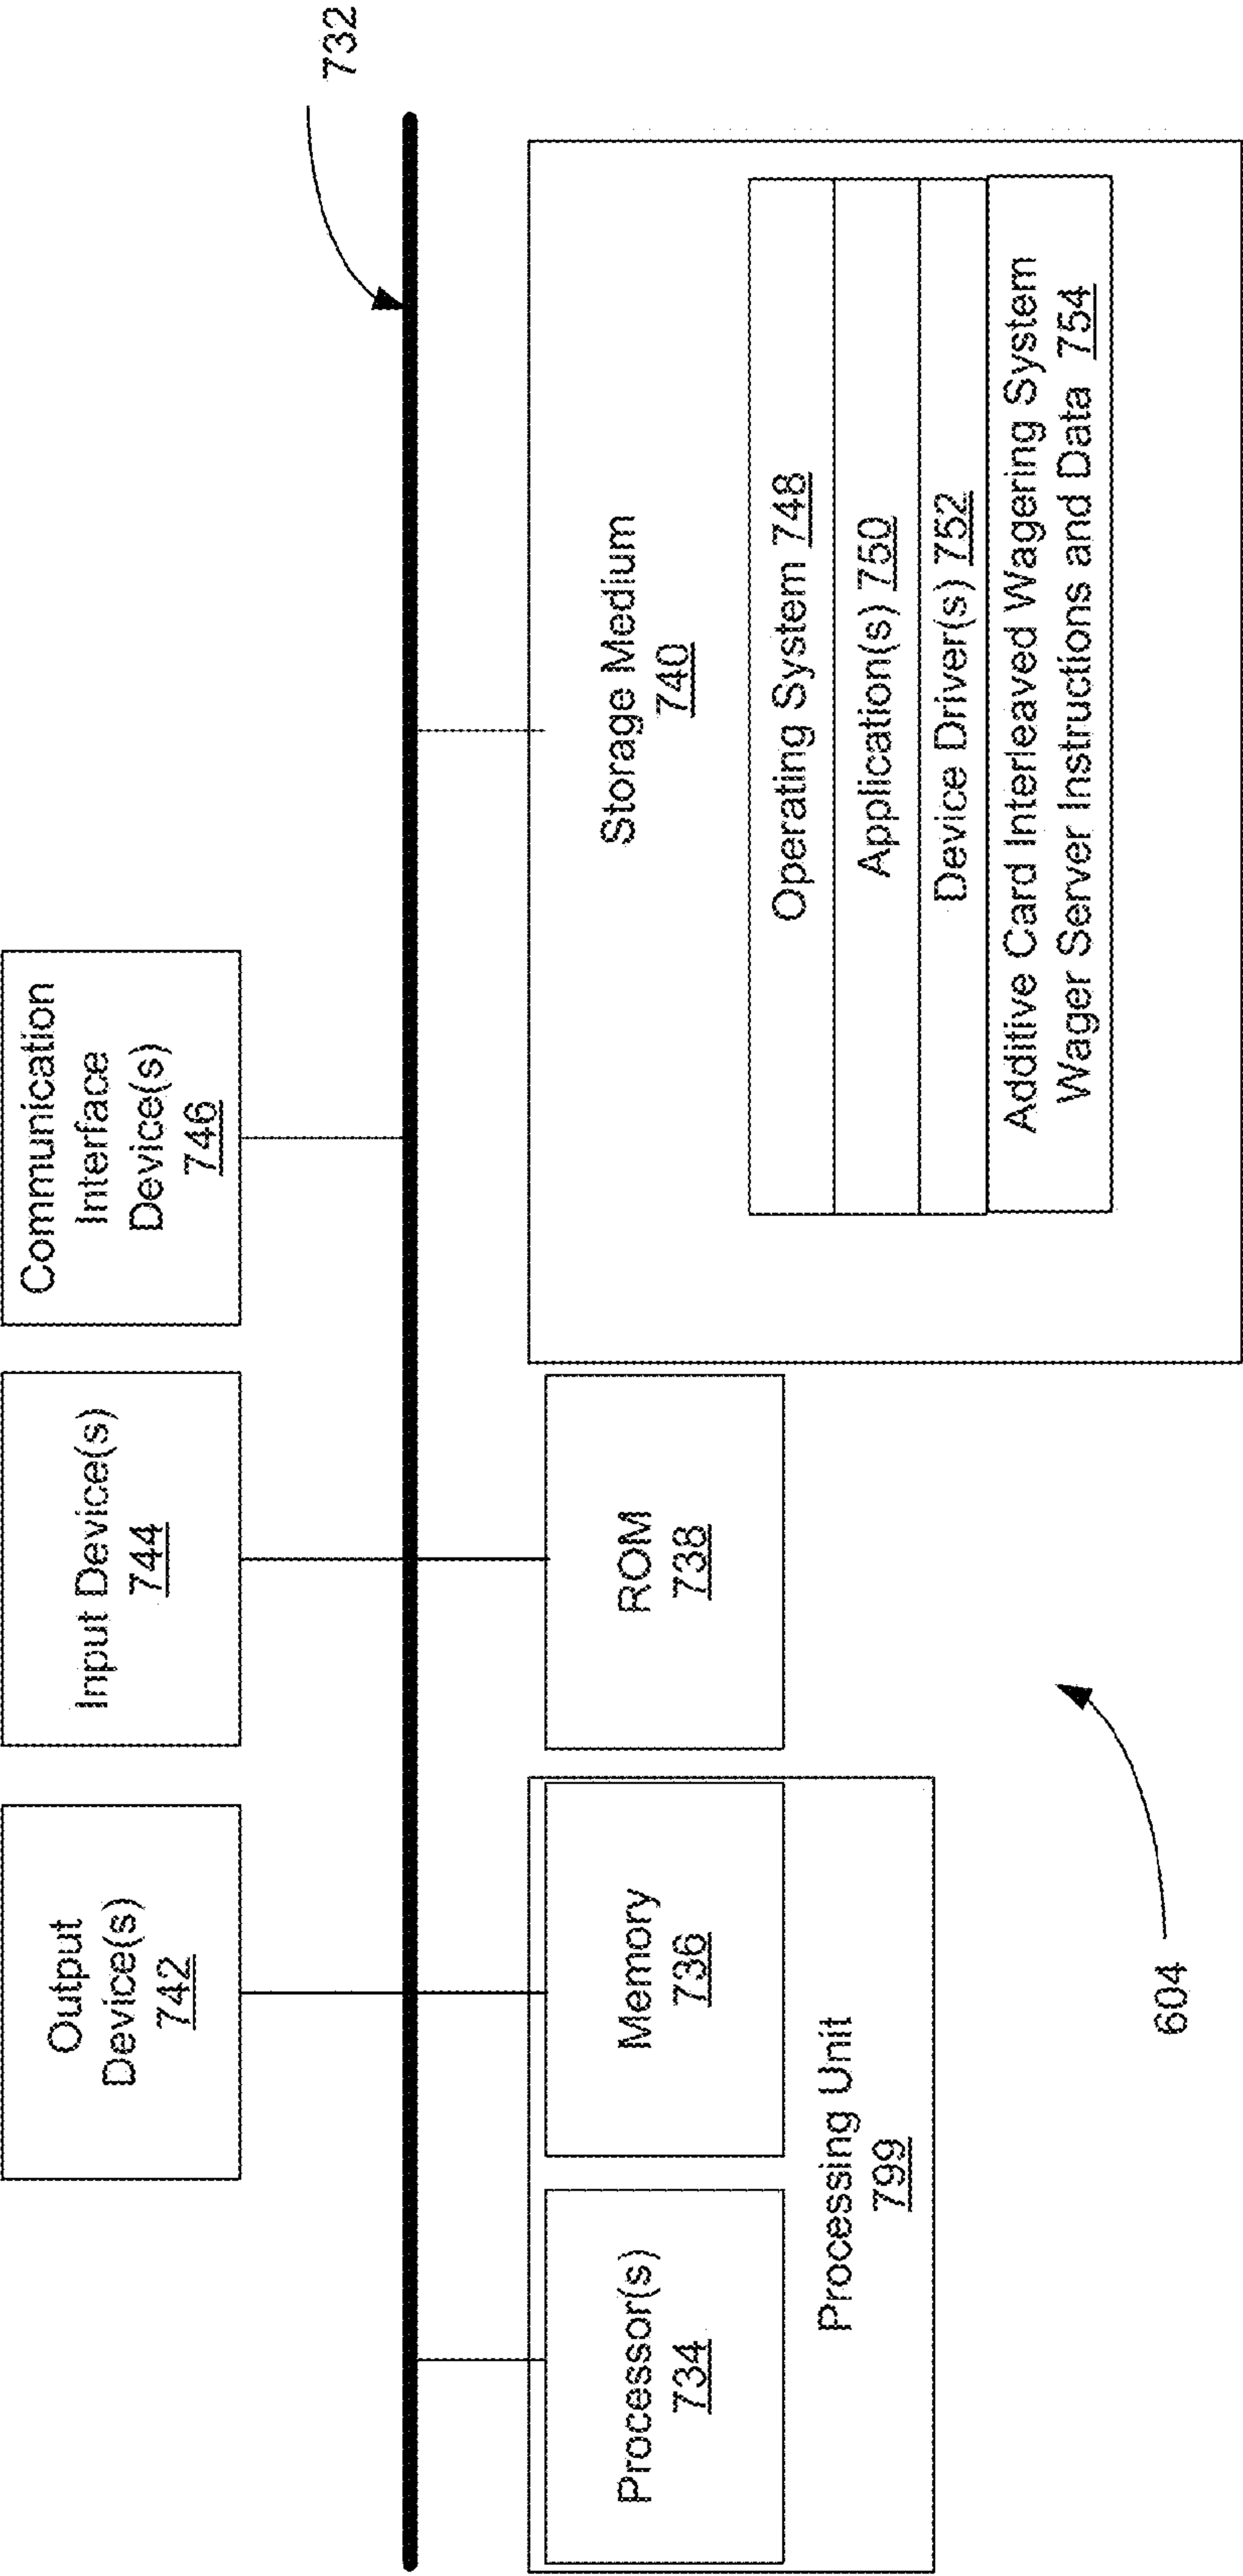 Output
Device(s)
742
Input Device(s)
744
Communication
Interface
Device(s)
746
732
Processor(s)
734
Memory
736
Processing Unit
799
ROM
738
Storage Medium
740
Operating System 748
Application(s) 750
Device Driver(s) 752
Additive Card Interleaved Wagering System
Wager Server Instructions and Data 754
604